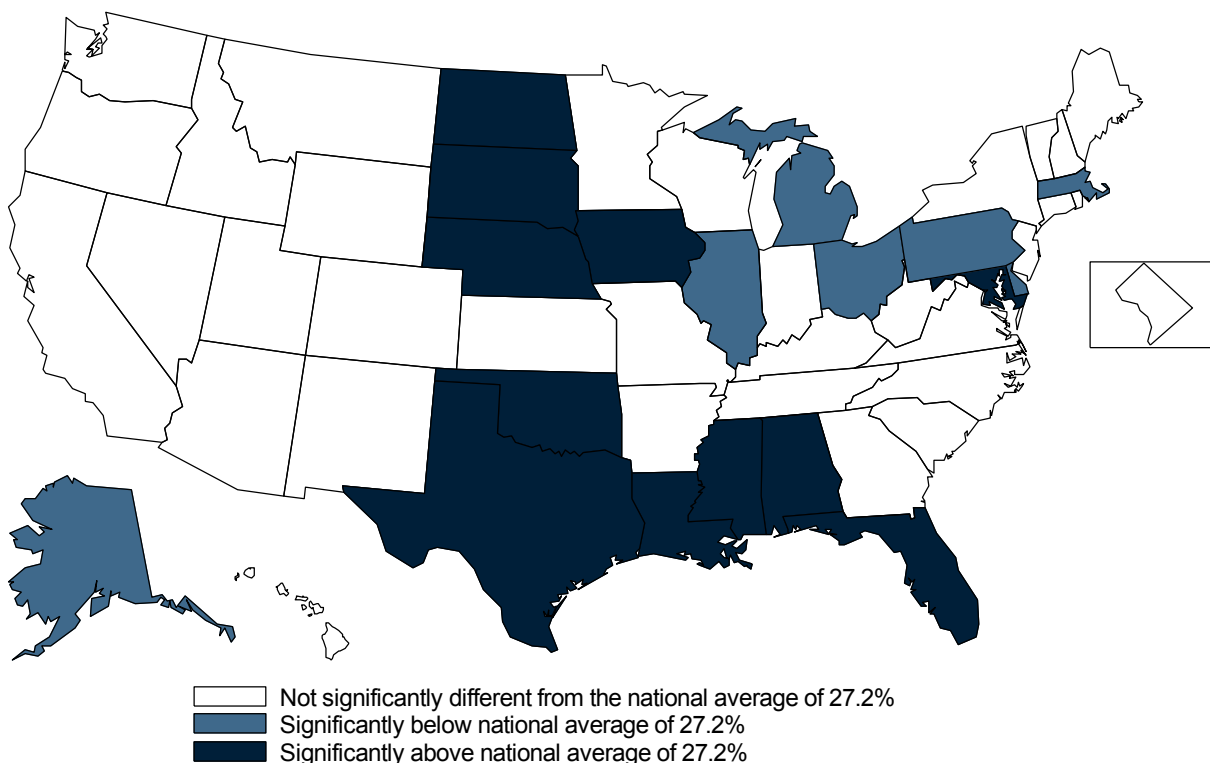 Not significantly different from the national average of 27.2%
Significantly below national average of 27.2%
Significantly above national average of 27.2%